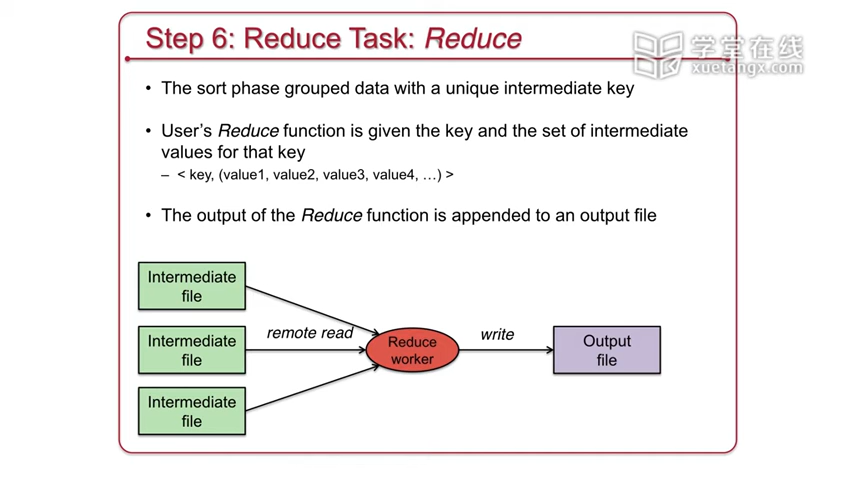 Step 6: Reduce Task: Reduce
学堂在线
xuetangx.com
• The sort phase grouped data with a unique intermediate key
• User's Reduce function is given the key and the set of intermediate
values for that key
– < key, (value1, value2, value3, value4, …) >
• The output of the Reduce function is appended to an output file
Intermediate
file
Intermediate
file
Intermediate
file
remote read
Reduce
worker
write
Output
file